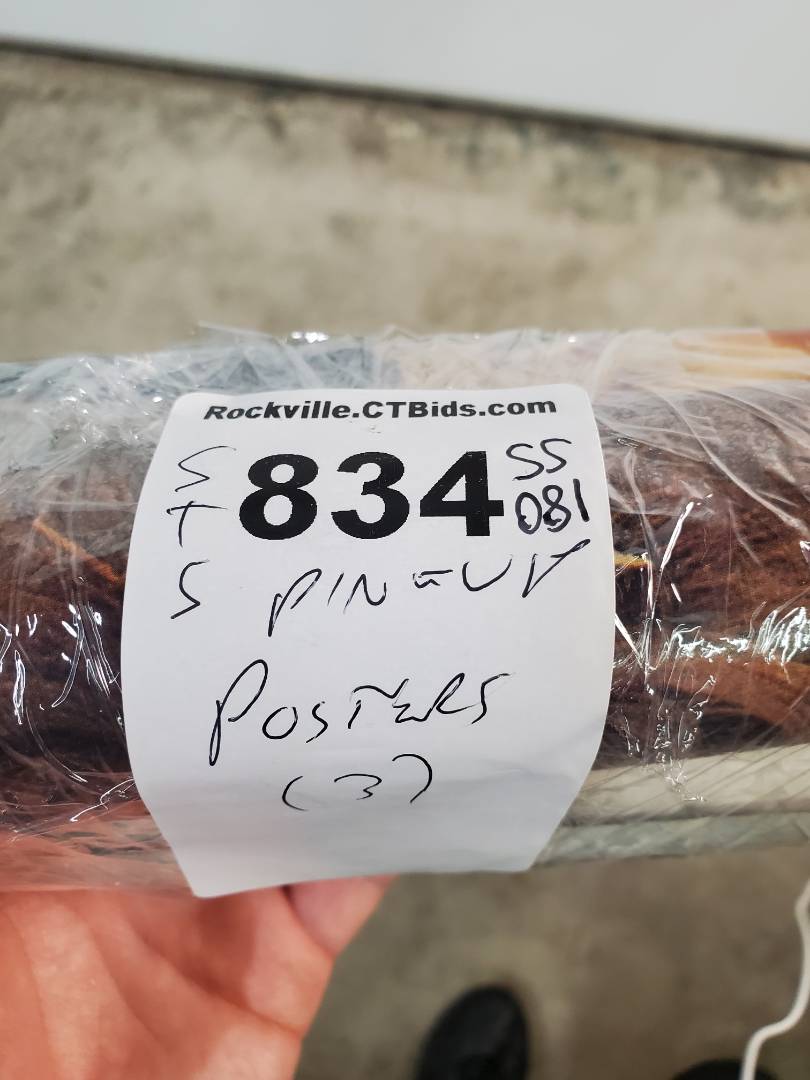 Rockville.CTBids.com
S T S
834
SS
081
PIN-UP
POSTERS
(3)